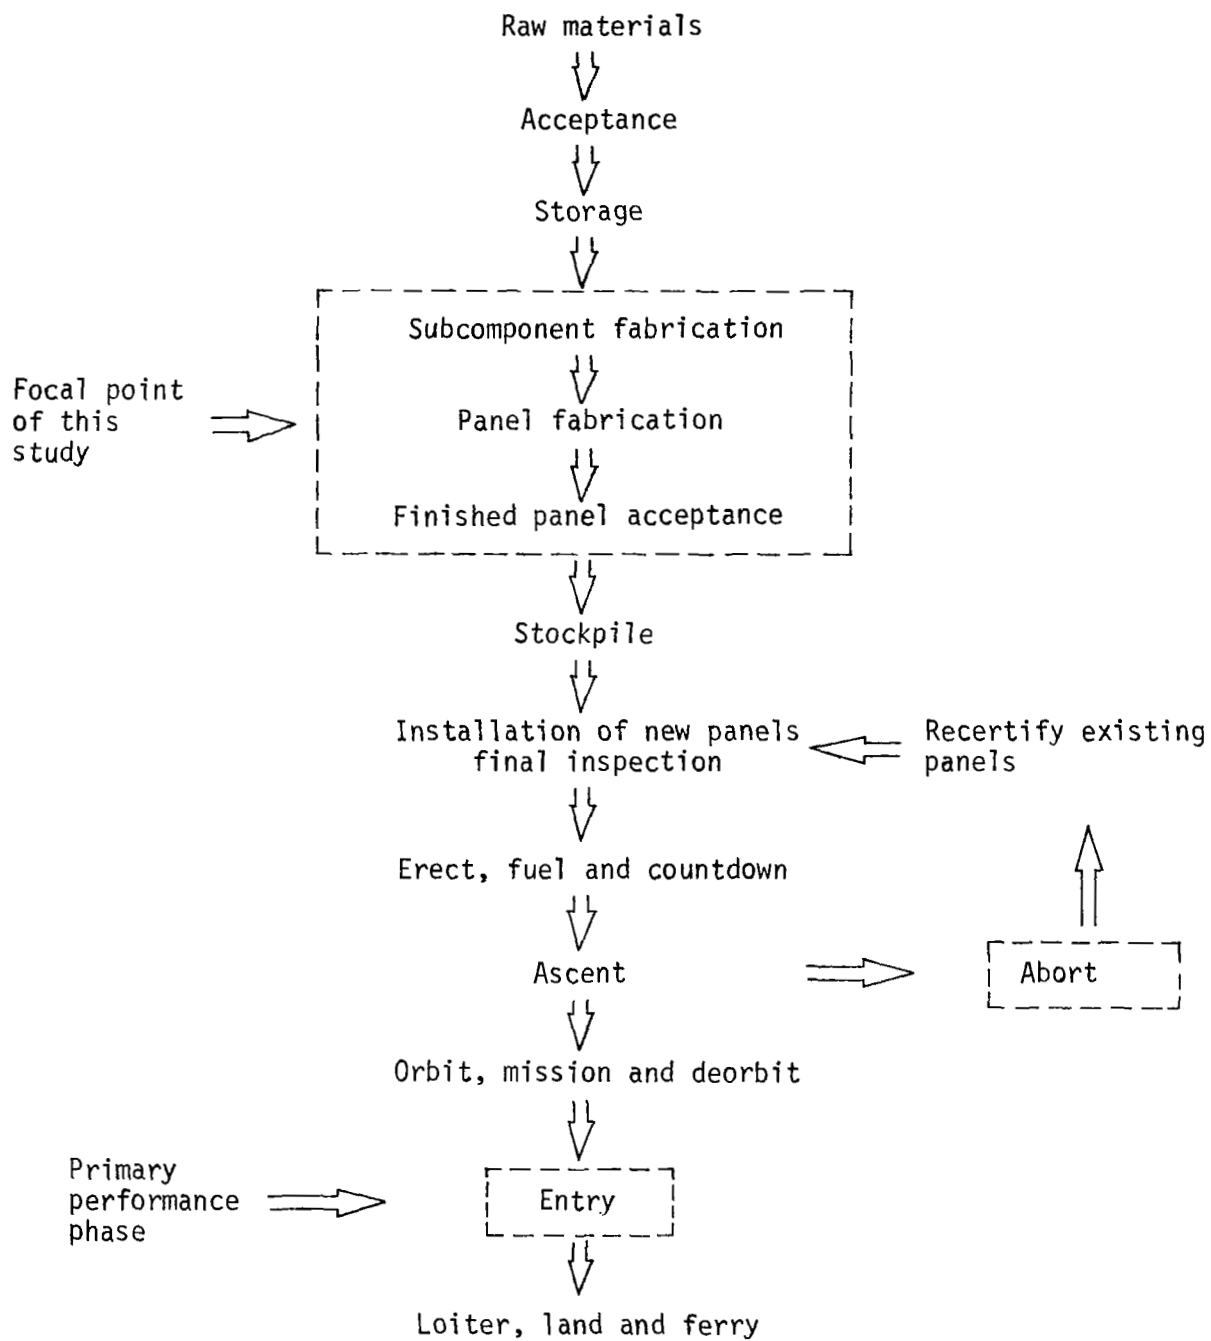 Raw materials
Acceptance
Storage
Subcomponent fabrication
Focal point
of this
study
Panel fabrication
Finished panel acceptance
Stockpile
Installation of new panels
final inspection
Recertify existing
panels
Erect, fuel and countdown
Ascent
Abort
Orbit, mission and deorbit
Primary
performance
phase
Entry
Loiter, land and ferry